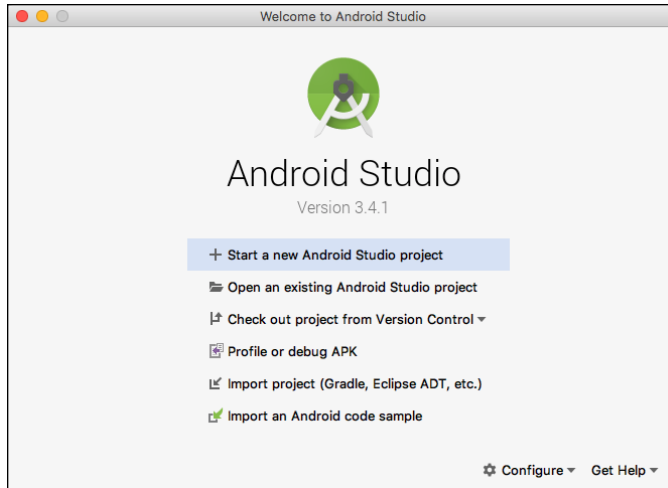 Welcome to Android Studio
Android Studio
Version 3.4.1
Start a new Android Studio project
Open an existing Android Studio project
Check out project from Version Control
Profile or debug APK
Import project (Gradle, Eclipse ADT, etc.)
Import an Android code sample
Configure Get Help